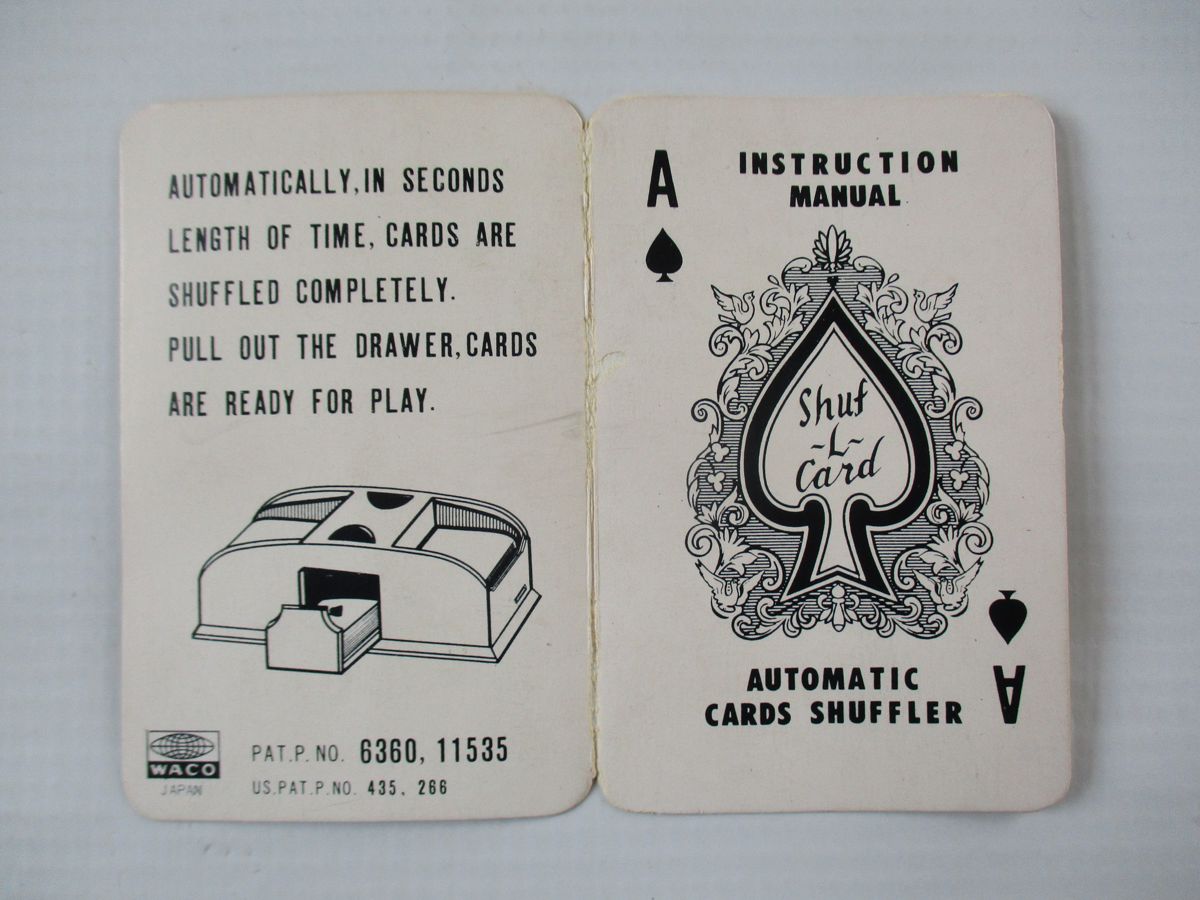 AUTOMATICALLY, IN SECONDS
LENGTH OF TIME, CARDS ARE
SHUFFLED COMPLETELY.
PULL OUT THE DRAWER, CARDS
ARE READY FOR PLAY.
WACO
JAPAN
PAT.P.NO. 6360, 11535
US.PAT.P.NO. 435, 266
A
INSTRUCTION
MANUAL
Shuf
~L~
Card
AUTOMATIC
CARDS SHUFFLER
A